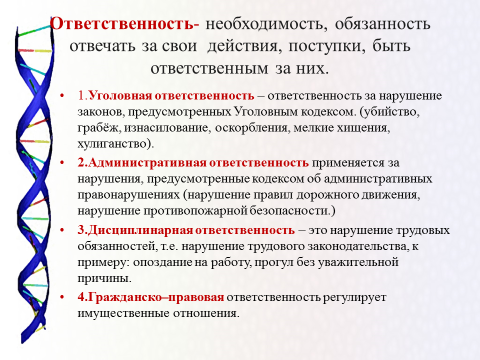 Ответственность- необходимость, обязанность
отвечать за свои действия, поступки, быть
ответственным за них.
• 1.Уголовная ответственность – ответственность за нарушение
законов, предусмотренных Уголовным кодексом. (убийство,
грабёж, изнасилование, оскорбления, мелкие хищения,
хулиганство).
• 2.Административная ответственность применяется за
нарушения, предусмотренные кодексом об административных
правонарушениях (нарушение правил дорожного движения,
нарушение противопожарной безопасности.)
• 3.Дисциплинарная ответственность – это нарушение трудовых
обязанностей, т.е. нарушение трудового законодательства, к
примеру: опоздание на работу, прогул без уважительной
причины.
• 4.Гражданско–правовая ответственность регулирует
имущественные отношения.